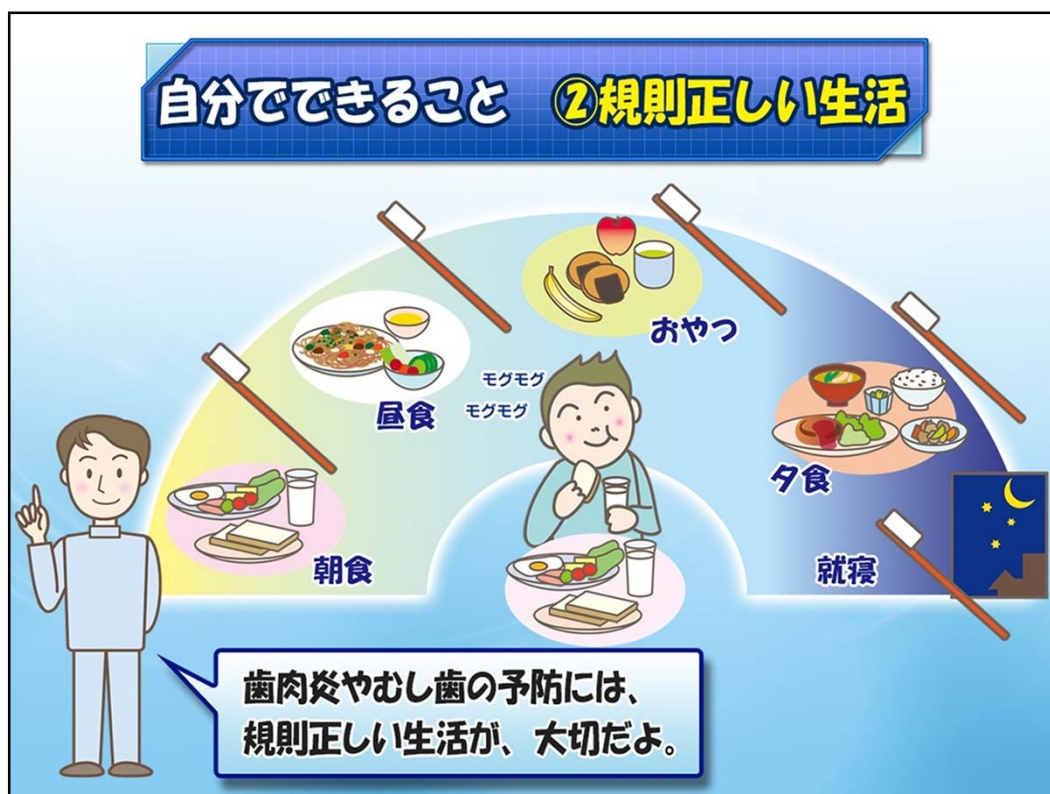 自分でできること ②規則正しい生活
おやつ
モグモグ
モグモグ
昼食
夕食
朝食
就寝
歯肉炎やむし歯の予防には、
規則正しい生活が、大切だよ。